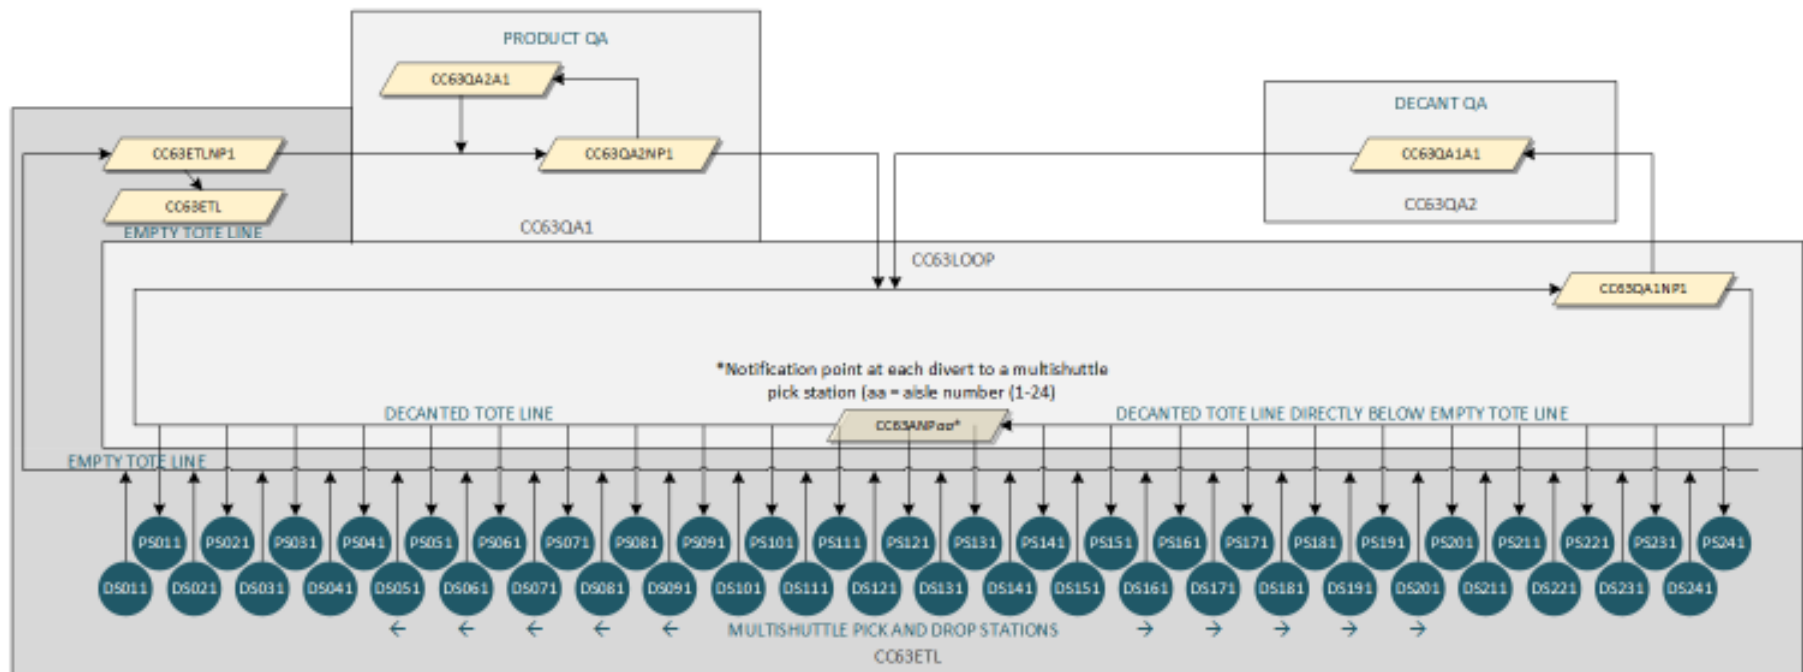 PRODUCT QA
CC63QA2A1
DECANT QA
CC63ETLNP1
CC63QA2NP1
CC63QA1A1
CC63ETL
CC63QA2
CC63QA1
EMPTY TOTE LINE
CC63LOOP
CC63QA1NP1
*Notification point at each divert to a multishuttle
pick station (aa = aisle number (1-24)
DECANTED TOTE LINE
DECANTED TOTE LINE DIRECTLY BELOW EMPTY TOTE LINE
CC63ANPaa*
EMPTY TOTE LINE
PS011 PS021 PS031 PS041 PS051 PS061 PS071 PS081 PS091 PS101 PS111 PS121 PS131 PS141 PS151 PS161 PS171 PS181 PS191 PS201 PS211 PS221 PS231 PS241
DS011 DS021 DS031 DS041 DS051 DS061 DS071 DS081 DS091 DS101 DS111 DS121 DS131 DS141 DS151 DS161 DS171 DS181 DS191 DS201 DS211 DS221 DS231 DS241
MULTISHUTTLE PICK AND DROP STATIONS
CC63ETL